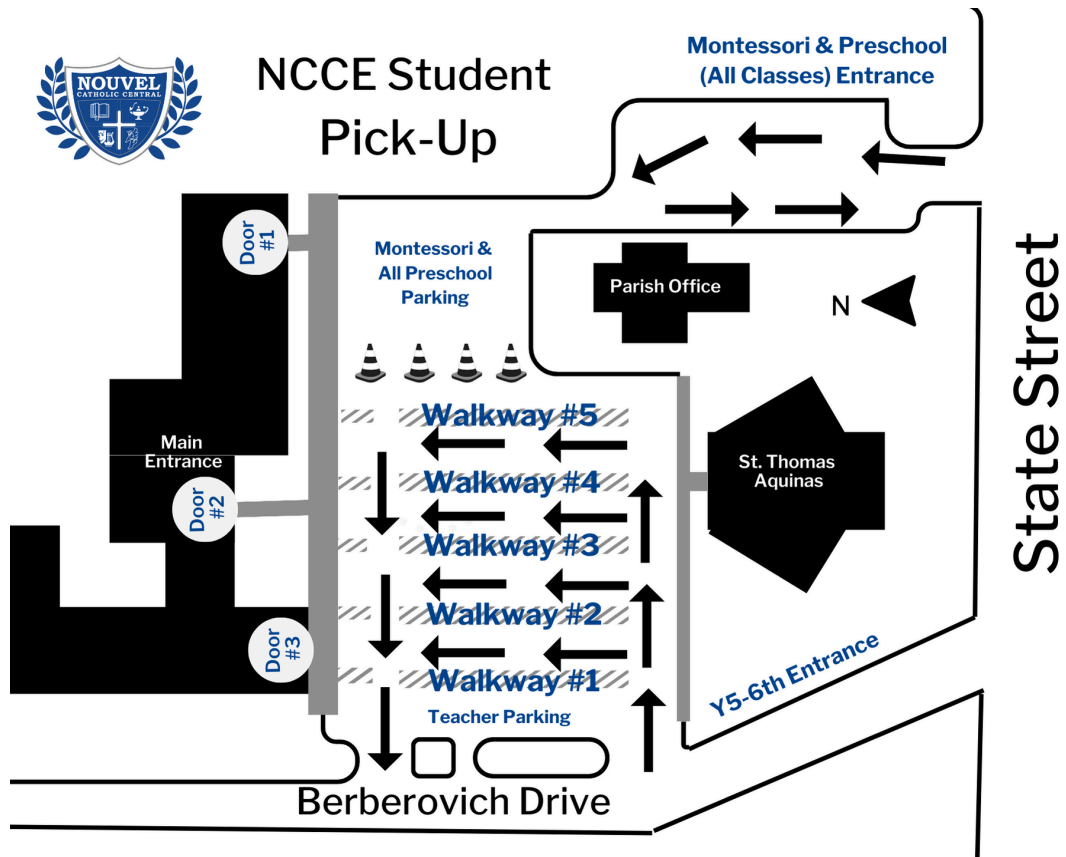 NOUVEL
CATHOLIC CENTRAL
NCCE Student
Pick-Up
Montessori & Preschool
(All Classes) Entrance
Door
#1
Montessori &
All Preschool
Parking
Parish Office
N
State Street
Walkway #5
Main
Entrance
Walkway #4
St. Thomas
Aquinas
Door
#2
Walkway #3
Walkway #2
Door
#3
Walkway #1
Y5-6th Entrance
Teacher Parking
Berberovich Drive